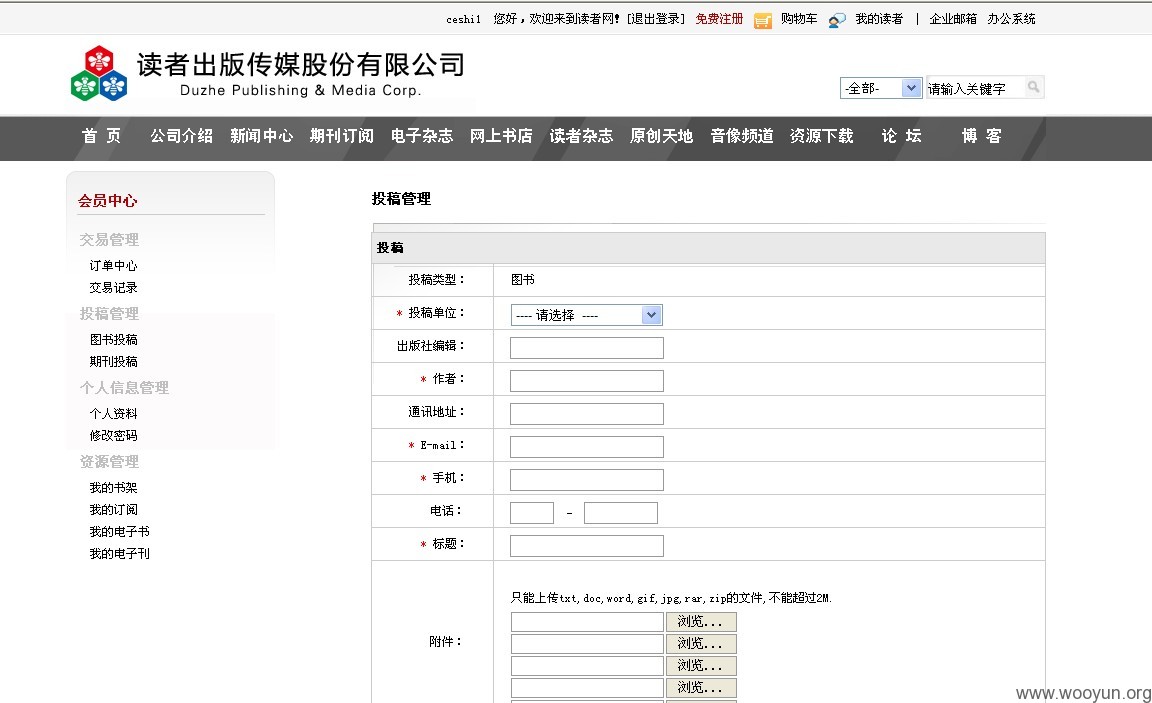 ceshi1 您好，欢迎来到读者网！[退出登录] 免费注册 购物车 我的读者 | 企业邮箱 办公系统
读者出版传媒股份有限公司
Duzhe Publishing & Media Corp.
-全部- 请输入关键字
首 页 公司介绍 新闻中心 期刊订阅 电子杂志 网上书店 读者杂志 原创天地 音像频道 资源下载 论 坛 博 客
会员中心
交易管理
订单中心
交易记录
投稿管理
图书投稿
期刊投稿
个人信息管理
个人资料
修改密码
资源管理
我的书架
我的订阅
我的电子书
我的电子刊
投稿管理
投稿
投稿类型： 图书
* 投稿单位： ---- 请选择 ----
出版社编辑：
* 作者：
通讯地址：
* E-mail：
* 手机：
电话： -
* 标题：
只能上传txt,doc,word,gif,jpg,rar,zip的文件,不能超过2M.
附件：
浏览...
浏览...
浏览...
浏览...
www.wooyun.org